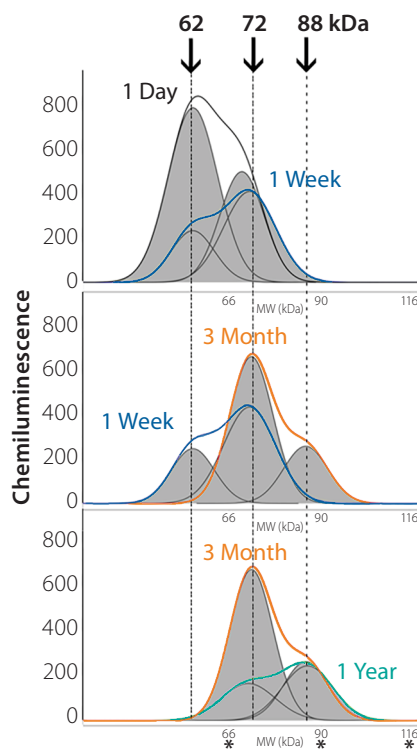 62 72 88 kDa
1 Day
800
600
1 Week
400
200
0
66 MW (kDa) 90 116
800
3 Month
600
1 Week
400
200
0
66 MW (kDa) 90 116
800
3 Month
600
400
1 Year
200
0
66 MW (kDa) 90 116
* * *
Chemiluminescence